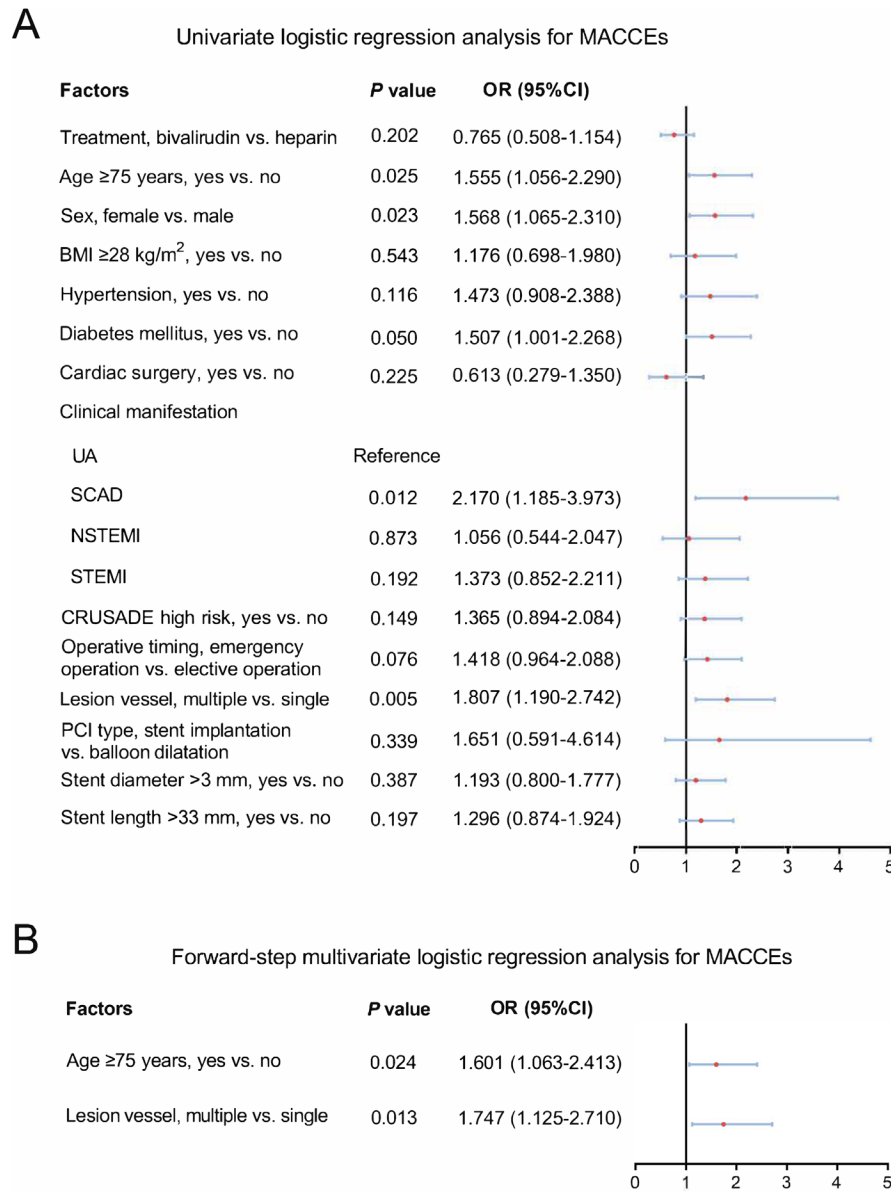 A
Univariate logistic regression analysis for MACCEs
Factors P value OR (95%CI)
Treatment, bivalirudin vs. heparin 0.202 0.765 (0.508-1.154)
Age ≥75 years, yes vs. no 0.025 1.555 (1.056-2.290)
Sex, female vs. male 0.023 1.568 (1.065-2.310)
BMI ≥28 kg/m², yes vs. no 0.543 1.176 (0.698-1.980)
Hypertension, yes vs. no 0.116 1.473 (0.908-2.388)
Diabetes mellitus, yes vs. no 0.050 1.507 (1.001-2.268)
Cardiac surgery, yes vs. no 0.225 0.613 (0.279-1.350)
Clinical manifestation
UA Reference
SCAD 0.012 2.170 (1.185-3.973)
NSTEMI 0.873 1.056 (0.544-2.047)
STEMI 0.192 1.373 (0.852-2.211)
CRUSADE high risk, yes vs. no 0.149 1.365 (0.894-2.084)
Operative timing, emergency
operation vs. elective operation 0.076 1.418 (0.964-2.088)
Lesion vessel, multiple vs. single 0.005 1.807 (1.190-2.742)
PCI type, stent implantation
vs. balloon dilatation 0.339 1.651 (0.591-4.614)
Stent diameter >3 mm, yes vs. no 0.387 1.193 (0.800-1.777)
Stent length >33 mm, yes vs. no 0.197 1.296 (0.874-1.924)
0 1 2 3 4 5
B
Forward-step multivariate logistic regression analysis for MACCEs
Factors P value OR (95%CI)
Age ≥75 years, yes vs. no 0.024 1.601 (1.063-2.413)
Lesion vessel, multiple vs. single 0.013 1.747 (1.125-2.710)
0 1 2 3 4 5